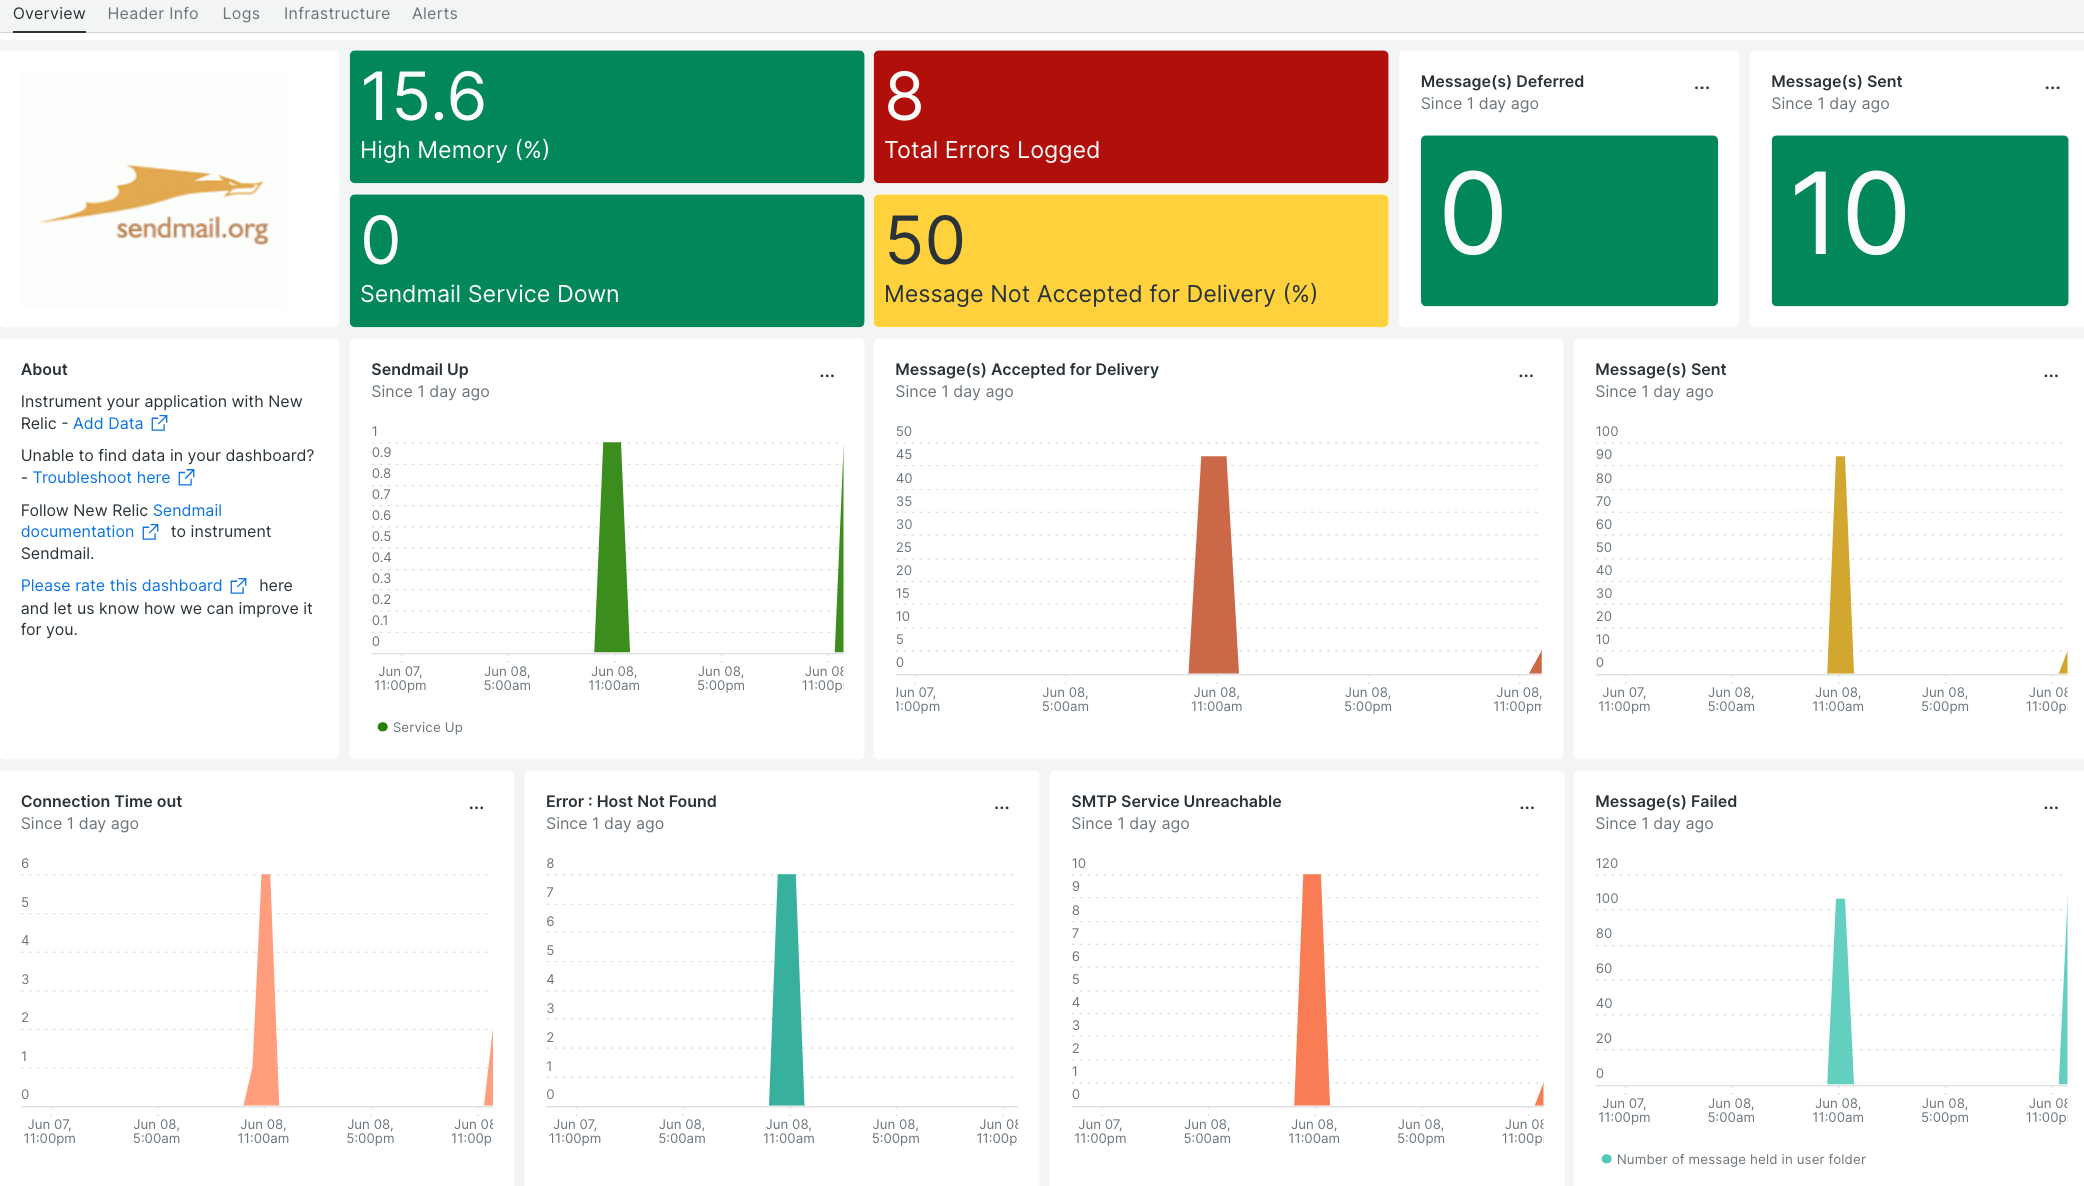 Overview Header Info Logs Infrastructure Alerts
sendmail.org
15.6
High Memory (%)
8
Total Errors Logged
0
Sendmail Service Down
50
Message Not Accepted for Delivery (%)
Message(s) Deferred ...
Since 1 day ago
0
Message(s) Sent ...
Since 1 day ago
10
About
Instrument your application with New
Relic - Add Data
Unable to find data in your dashboard?
- Troubleshoot here
Follow New Relic Sendmail
documentation to instrument
Sendmail.
Please rate this dashboard here
and let us know how we can improve it
for you.
Sendmail Up ...
Since 1 day ago
1
0.9
0.8
0.7
0.6
0.5
0.4
0.3
0.2
0.1
0
Jun 07, Jun 08, Jun 08, Jun 08, Jun 08
11:00pm 5:00am 11:00am 5:00pm 11:00p
Service Up
Message(s) Accepted for Delivery ...
Since 1 day ago
50
45
40
35
30
25
20
15
10
5
0
Jun 07, Jun 08, Jun 08, Jun 08, Jun 08,
1:00pm 5:00am 11:00am 5:00pm 11:00pm
Message(s) Sent ...
Since 1 day ago
100
90
80
70
60
50
40
30
20
10
0
Jun 07, Jun 08, Jun 08, Jun 08, Jun 08
11:00pm 5:00am 11:00am 5:00pm 11:00p
Connection Time out ...
Since 1 day ago
6
5
4
3
2
1
0
Jun 07, Jun 08, Jun 08, Jun 08, Jun 08
11:00pm 5:00am 11:00am 5:00pm 11:00p
Error : Host Not Found ...
Since 1 day ago
8
7
6
5
4
3
2
1
0
Jun 07, Jun 08, Jun 08, Jun 08, Jun 08
11:00pm 5:00am 11:00am 5:00pm 11:00p
SMTP Service Unreachable ...
Since 1 day ago
10
9
8
7
6
5
4
3
2
1
0
Jun 07, Jun 08, Jun 08, Jun 08, Jun 08
11:00pm 5:00am 11:00am 5:00pm 11:00p
Message(s) Failed ...
Since 1 day ago
120
100
80
60
40
20
0
Jun 07, Jun 08, Jun 08, Jun 08, Jun 08
11:00pm 5:00am 11:00am 5:00pm 11:00p
Number of message held in user folder